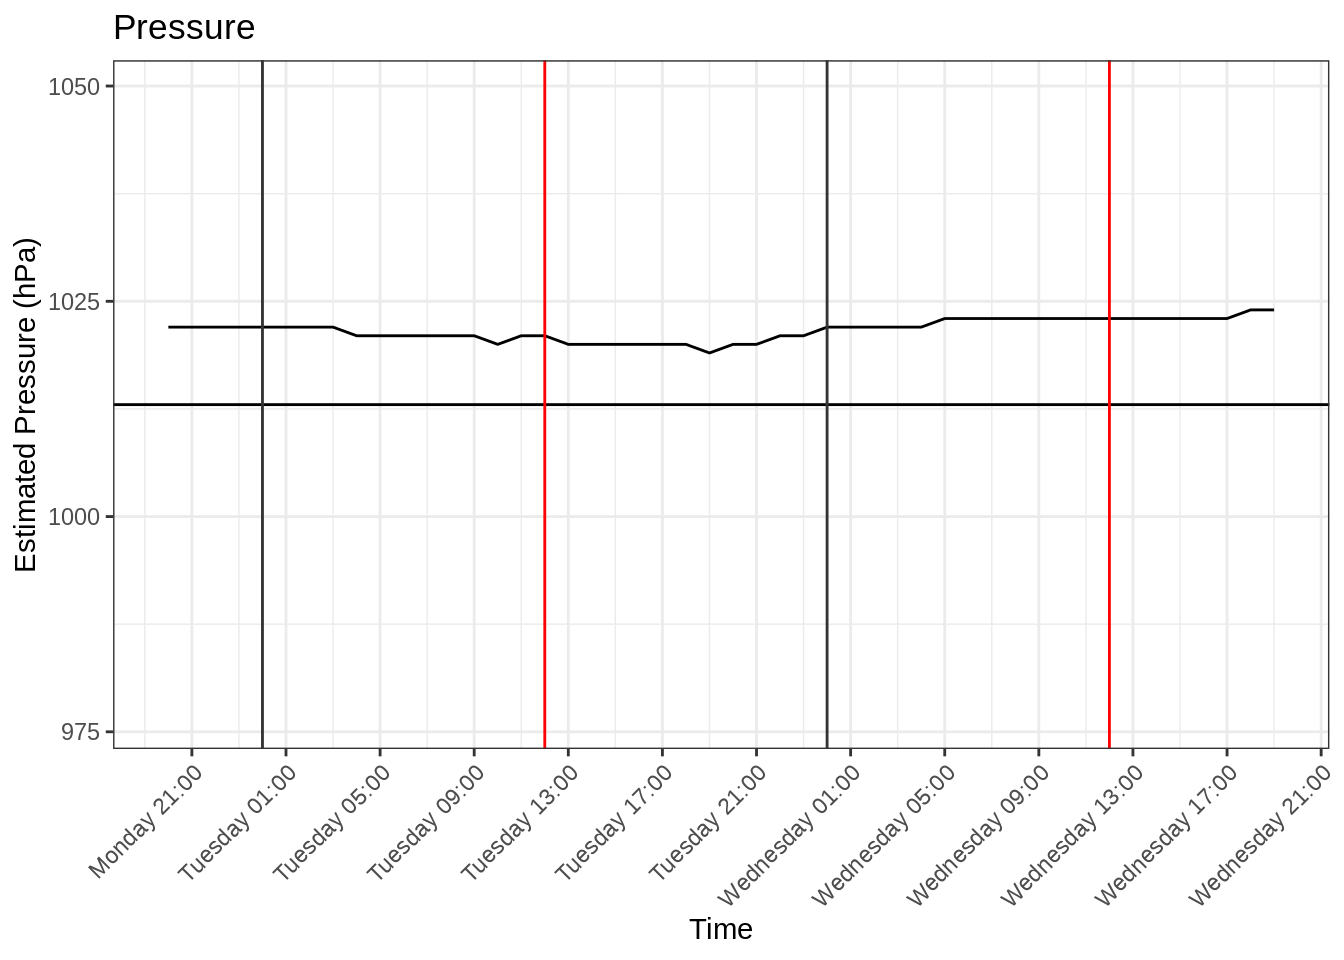 Pressure
Estimated Pressure (hPa)
1050
1025
1000
975
Monday 21:00
Tuesday 01:00
Tuesday 05:00
Tuesday 09:00
Tuesday 13:00
Tuesday 17:00
Tuesday 21:00
Wednesday 01:00
Wednesday 05:00
Wednesday 09:00
Wednesday 13:00
Wednesday 17:00
Wednesday 21:00
Time